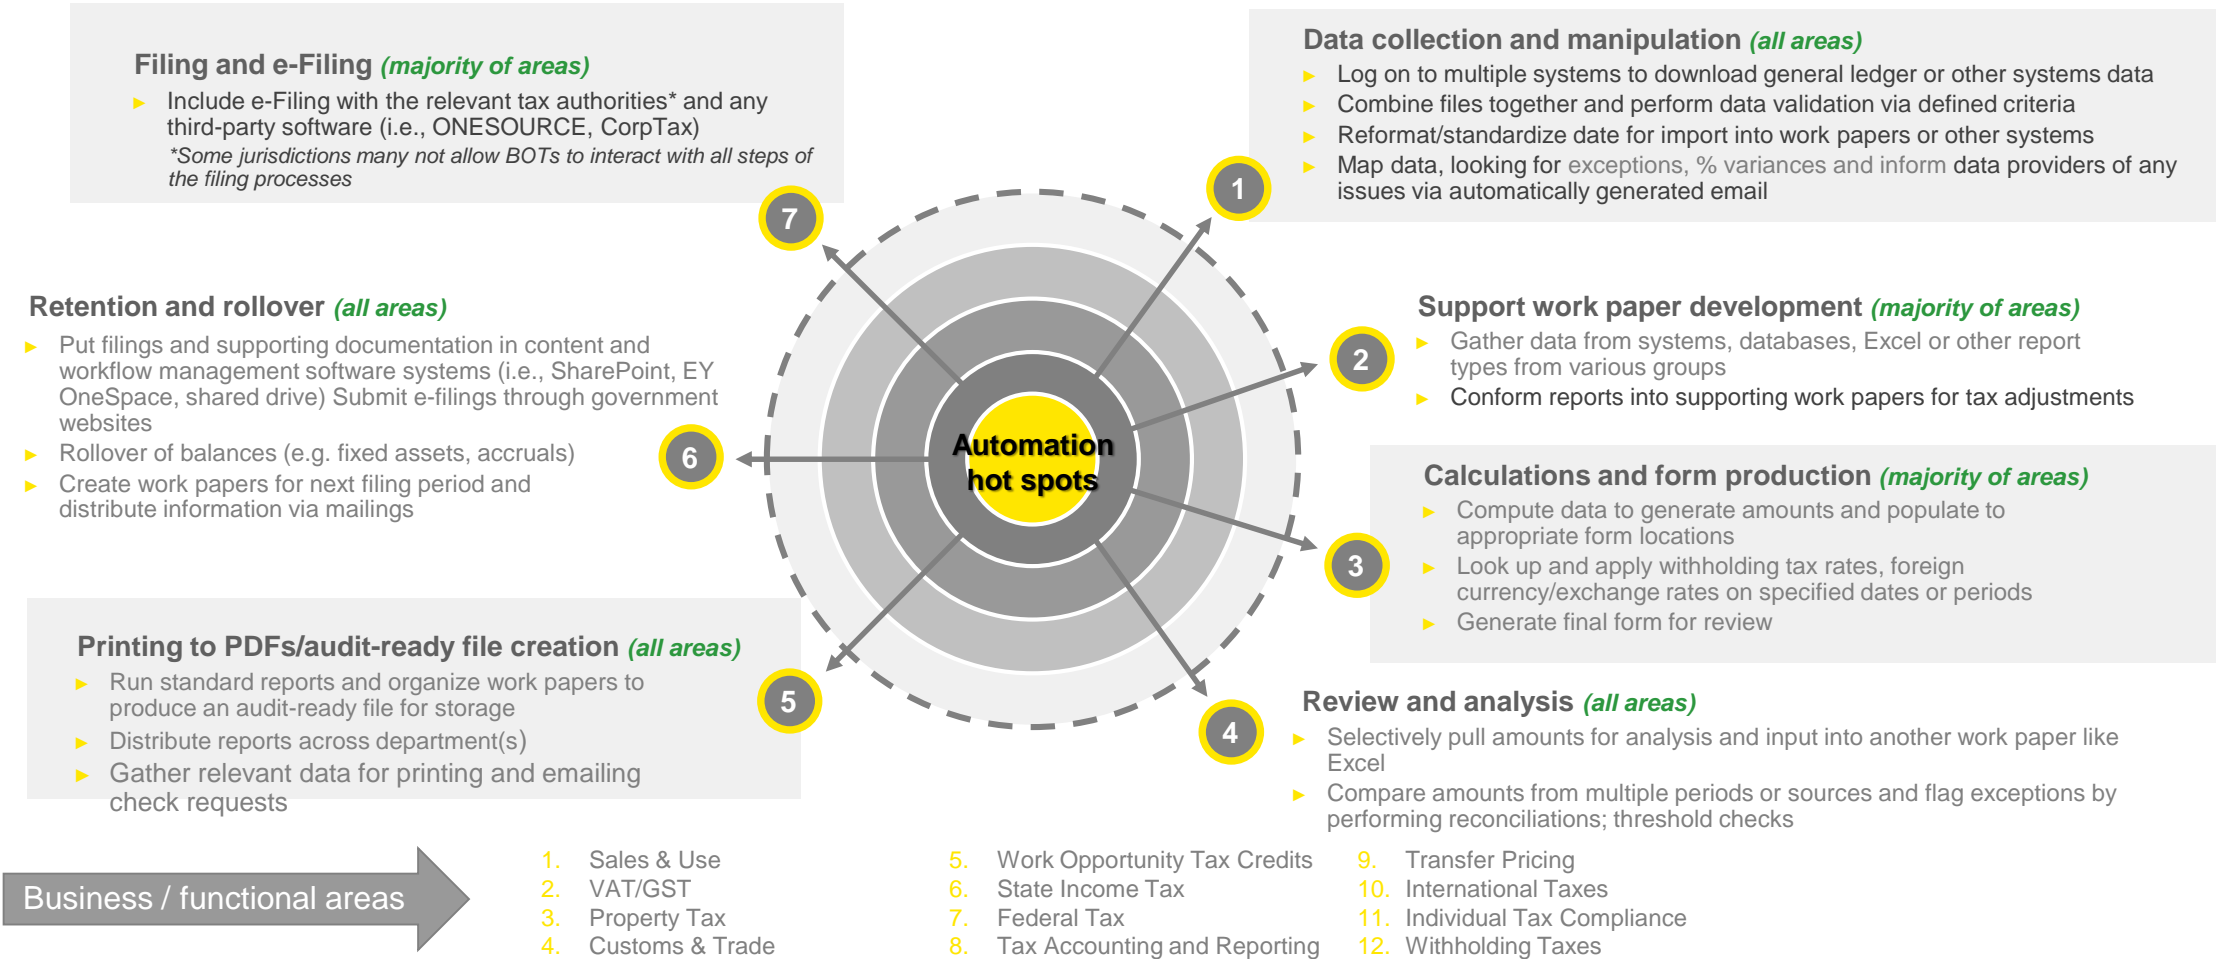 Filing and e-Filing (majority of areas)
► Include e-Filing with the relevant tax authorities* and any
third-party software (i.e., ONESOURCE, CorpTax)
*Some jurisdictions many not allow BOTs to interact with all steps of
the filing processes
7
Data collection and manipulation (all areas)
► Log on to multiple systems to download general ledger or other systems data
► Combine files together and perform data validation via defined criteria
► Reformat/standardize date for import into work papers or other systems
► Map data, looking for exceptions, % variances and inform data providers of any
issues via automatically generated email
1
Retention and rollover (all areas)
► Put filings and supporting documentation in content and
workflow management software systems (i.e., SharePoint, EY
OneSpace, shared drive) Submit e-filings through government
websites
► Rollover of balances (e.g. fixed assets, accruals)
► Create work papers for next filing period and
distribute information via mailings
6
Automation
hot spots
Support work paper development (majority of areas)
► Gather data from systems, databases, Excel or other report
types from various groups
► Conform reports into supporting work papers for tax adjustments
2
Calculations and form production (majority of areas)
► Compute data to generate amounts and populate to
appropriate form locations
► Look up and apply withholding tax rates, foreign
currency/exchange rates on specified dates or periods
► Generate final form for review
3
Printing to PDFs/audit-ready file creation (all areas)
► Run standard reports and organize work papers to
produce an audit-ready file for storage
► Distribute reports across department(s)
► Gather relevant data for printing and emailing
check requests
5
Review and analysis (all areas)
► Selectively pull amounts for analysis and input into another work paper like
Excel
► Compare amounts from multiple periods or sources and flag exceptions by
performing reconciliations; threshold checks
4
Business / functional areas
1. Sales & Use
2. VAT/GST
3. Property Tax
4. Customs & Trade
5. Work Opportunity Tax Credits
6. State Income Tax
7. Federal Tax
8. Tax Accounting and Reporting
9. Transfer Pricing
10. International Taxes
11. Individual Tax Compliance
12. Withholding Taxes